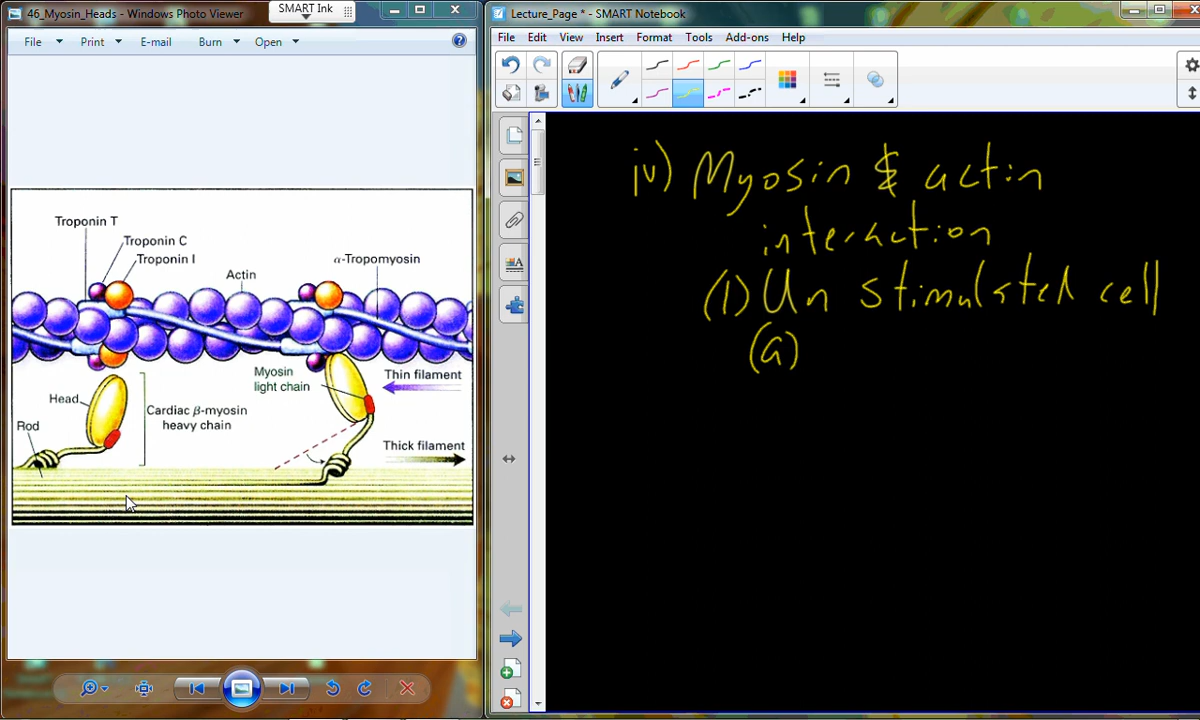 46_Myosin_Heads - Windows Photo Viewer
SMART Ink
File Print E-mail Burn Open
Troponin T
Troponin C
Troponin I
Actin
α-Tropomyosin
Myosin
light chain
Thin filament
Head
Cardiac β-myosin
heavy chain
Rod
Thick filament
Lecture_Page * - SMART Notebook
File Edit View Insert Format Tools Add-ons Help
iv) Myosin & actin
interaction
(1) Un stimulated cell
(a)